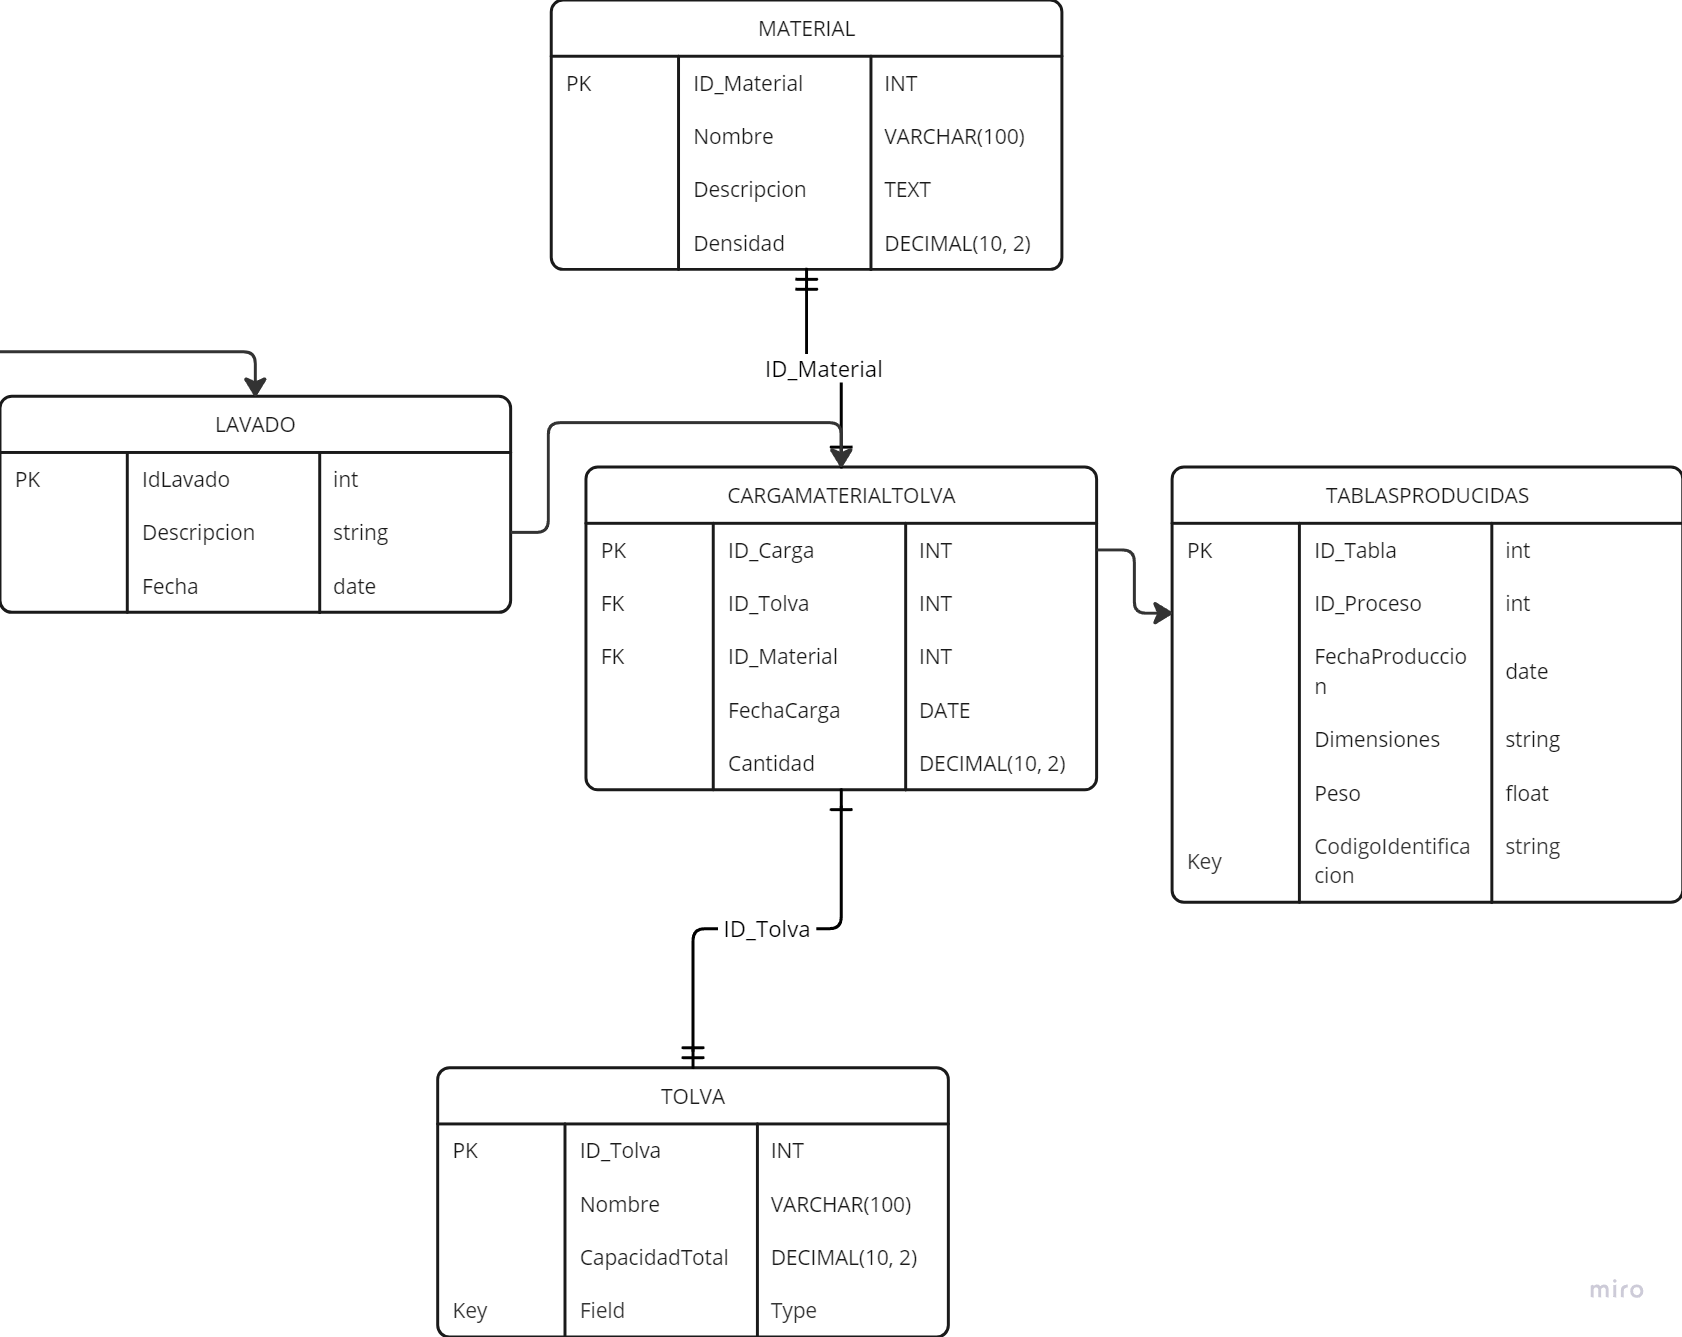 MATERIAL
PK ID_Material INT
Nombre VARCHAR(100)
Descripcion TEXT
Densidad DECIMAL(10, 2)
ID_Material
LAVADO
PK IdLavado int
Descripcion string
Fecha date
CARGAMATERIALTOLVA
PK ID_Carga INT
FK ID_Tolva INT
FK ID_Material INT
FechaCarga DATE
Cantidad DECIMAL(10, 2)
TABLASPRODUCIDAS
PK ID_Tabla int
ID_Proceso int
FechaProduccio
n
date
Dimensiones string
Peso float
CodigoIdentifica string
cion
Key
ID_Tolva
TOLVA
PK ID_Tolva INT
Nombre VARCHAR(100)
CapacidadTotal DECIMAL(10, 2)
Key Field Type
miro